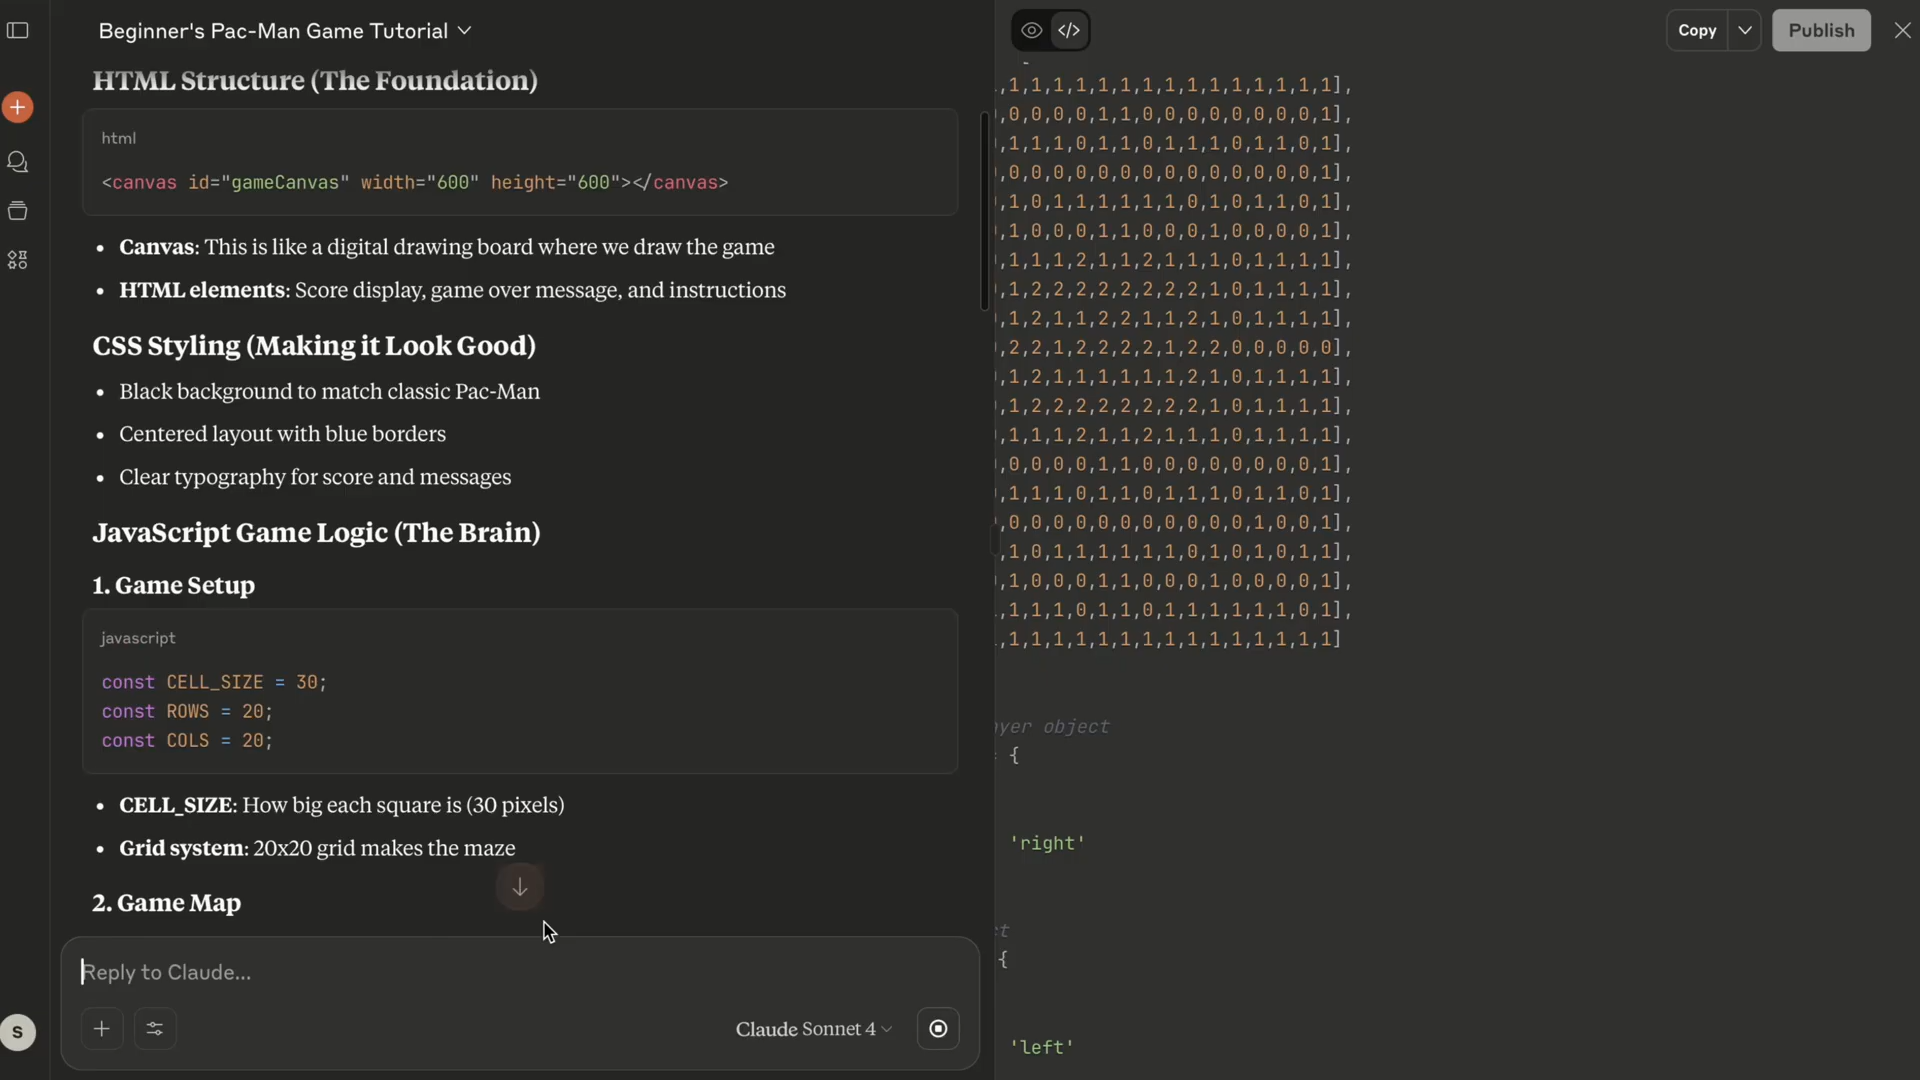 Beginner's Pac-Man Game Tutorial
HTML Structure (The Foundation)
html
<canvas id="gameCanvas" width="600" height="600"></canvas>
• Canvas: This is like a digital drawing board where we draw the game
• HTML elements: Score display, game over message, and instructions
CSS Styling (Making it Look Good)
• Black background to match classic Pac-Man
• Centered layout with blue borders
• Clear typography for score and messages
JavaScript Game Logic (The Brain)
1. Game Setup
javascript
const CELL_SIZE = 30;
const ROWS = 20;
const COLS = 20;
• CELL_SIZE: How big each square is (30 pixels)
• Grid system: 20x20 grid makes the maze
2. Game Map
Reply to Claude...
Claude Sonnet 4
S
Copy
Publish
,1,1,1,1,1,1,1,1,1,1,1,1,1,1,1],
,0,0,0,0,1,1,0,0,0,0,0,0,0,0,1],
,1,1,1,0,1,1,0,1,1,1,0,1,1,0,1],
,0,0,0,0,0,0,0,0,0,0,0,0,0,0,1],
,1,0,1,1,1,1,1,1,0,1,0,1,1,0,1],
,1,0,0,0,1,1,0,0,0,1,0,0,0,0,1],
,1,1,1,2,1,1,2,1,1,1,0,1,1,1,1],
,1,2,2,2,2,2,2,2,2,1,0,1,1,1,1],
,1,2,1,1,2,2,1,1,2,1,0,1,1,1,1],
,2,2,1,2,2,2,2,1,2,2,0,0,0,0,0],
,1,2,1,1,1,1,1,1,2,1,0,1,1,1,1],
,1,2,2,2,2,2,2,2,2,1,0,1,1,1,1],
,1,1,1,2,1,1,2,1,1,1,0,1,1,1,1],
,0,0,0,0,1,1,0,0,0,0,0,0,0,0,1],
,1,1,1,0,1,1,0,1,1,1,0,1,1,0,1],
,0,0,0,0,0,0,0,0,0,0,0,1,0,0,1],
,1,0,1,1,1,1,1,1,0,1,0,1,0,1,1],
,1,0,0,0,1,1,0,0,0,1,0,0,0,0,1],
,1,1,1,0,1,1,0,1,1,1,1,1,1,0,1],
,1,1,1,1,1,1,1,1,1,1,1,1,1,1,1]
yer object
{
'right'
{
'left'